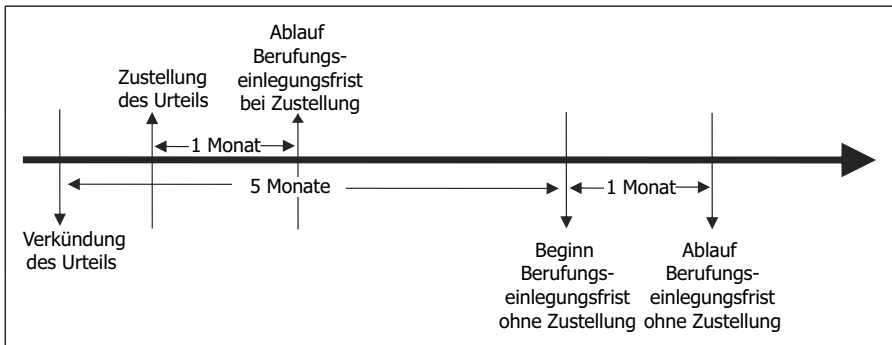 Ablauf
Berufungs-
einlegungsfrist
bei Zustellung
Zustellung
des Urteils
1 Monat
5 Monate
1 Monat
Verkündung
des Urteils
Beginn
Berufungs-
einlegungsfrist
ohne Zustellung
Ablauf
Berufungs-
einlegungsfrist
ohne Zustellung